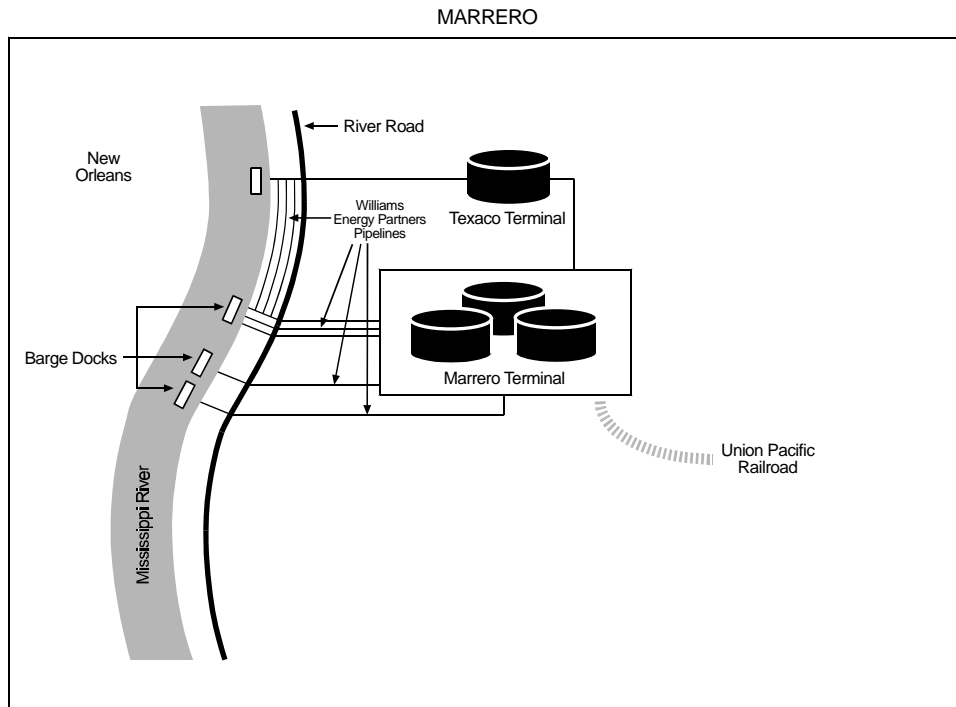 MARRERO
River Road
New
Orleans
Williams
Energy Partners
Pipelines
Texaco Terminal
Barge Docks
Marrero Terminal
Union Pacific
Railroad
Mississippi River